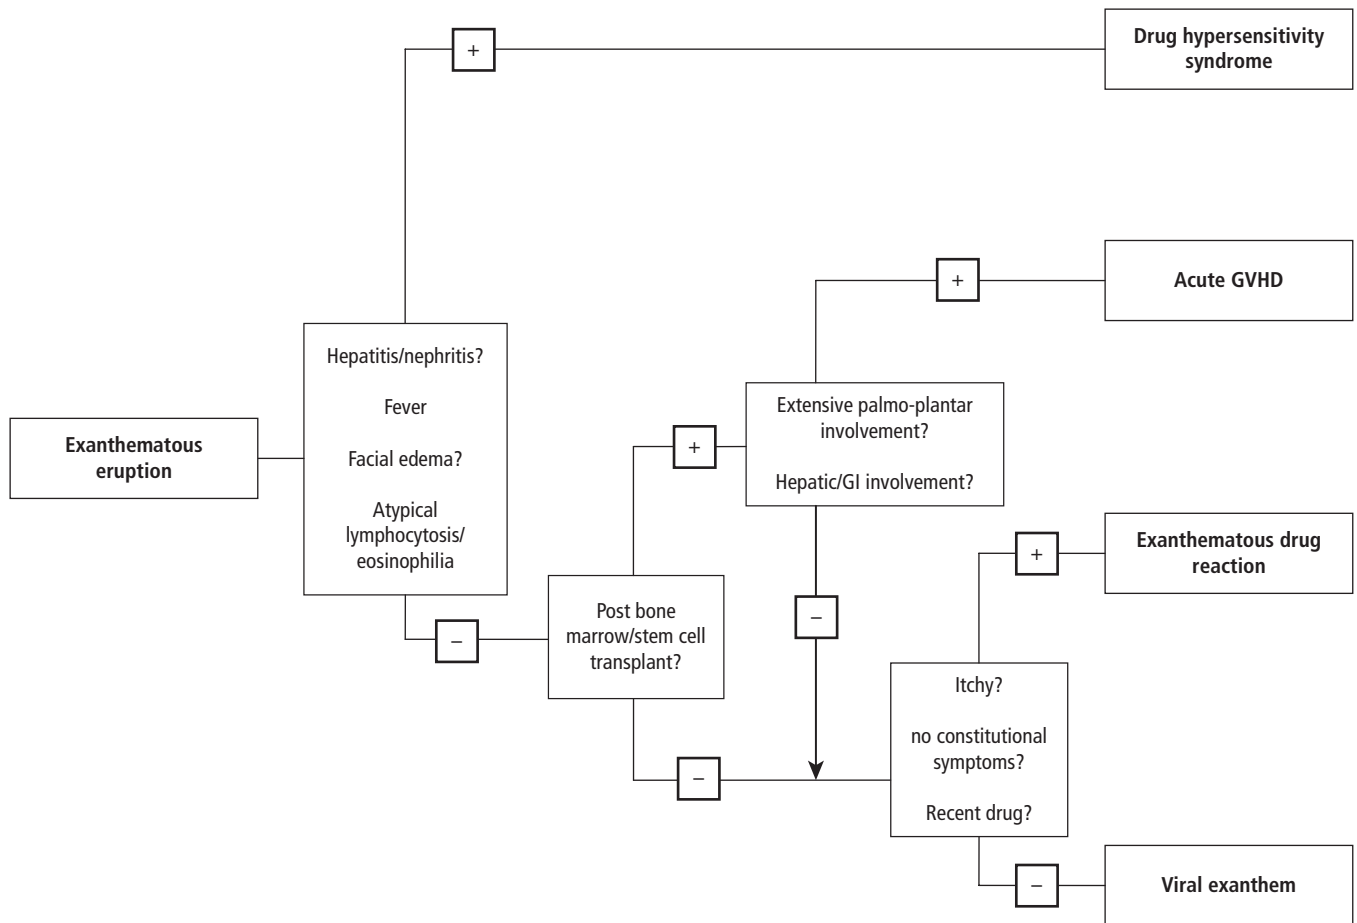 +
Drug hypersensitivity
syndrome
+
Acute GVHD
Hepatitis/nephritis?
Fever
Facial edema?
Atypical
lymphocytosis/
eosinophilia
Exanthematous
eruption
+
Extensive palmo-plantar
involvement?
Hepatic/GI involvement?
+
Exanthematous drug
reaction
−
Post bone
marrow/stem cell
transplant?
−
−
Itchy?
no constitutional
symptoms?
Recent drug?
−
Viral exanthem